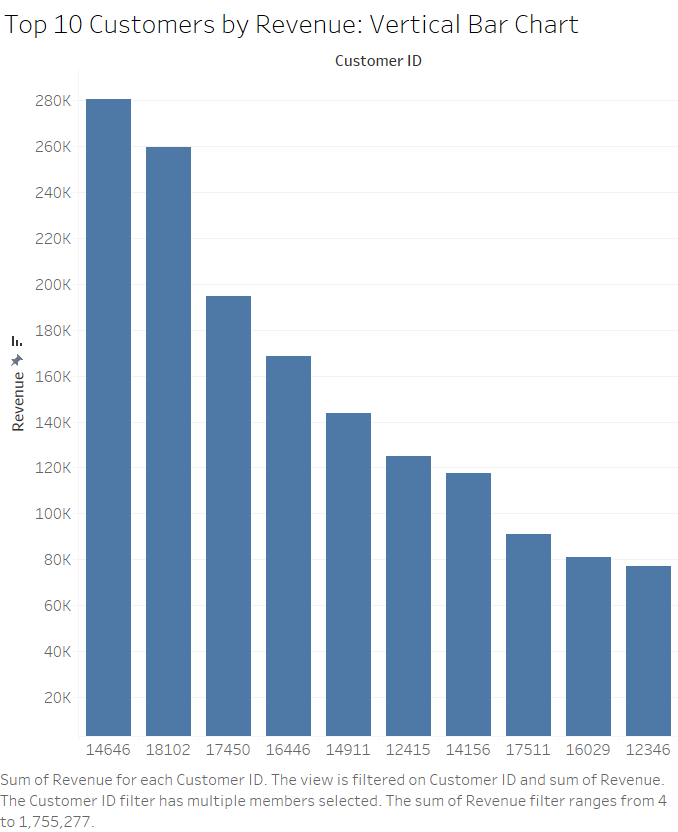 Top 10 Customers by Revenue: Vertical Bar Chart
Customer ID
280K
260K
240K
220K
200K
180K
160K
140K
120K
100K
80K
60K
40K
20K
Revenue
14646 18102 17450 16446 14911 12415 14156 17511 16029 12346
Sum of Revenue for each Customer ID. The view is filtered on Customer ID and sum of Revenue.
The Customer ID filter has multiple members selected. The sum of Revenue filter ranges from 4
to 1,755,277.